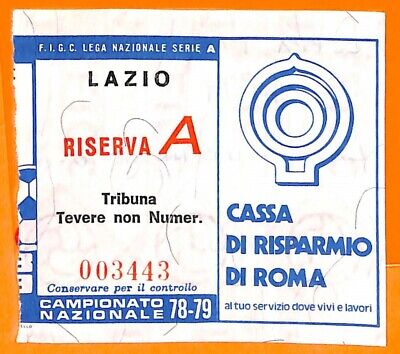 F.I.G.C. LEGA NAZIONALE SERIE A
LAZIO
RISERVA A
Tribuna
Tevere non Numer.
003443
Conservare per il controllo
CAMPIONATO
NAZIONALE 78-79
CASSA
DI RISPARMIO
DI ROMA
al tuo servizio dove vivi e lavori